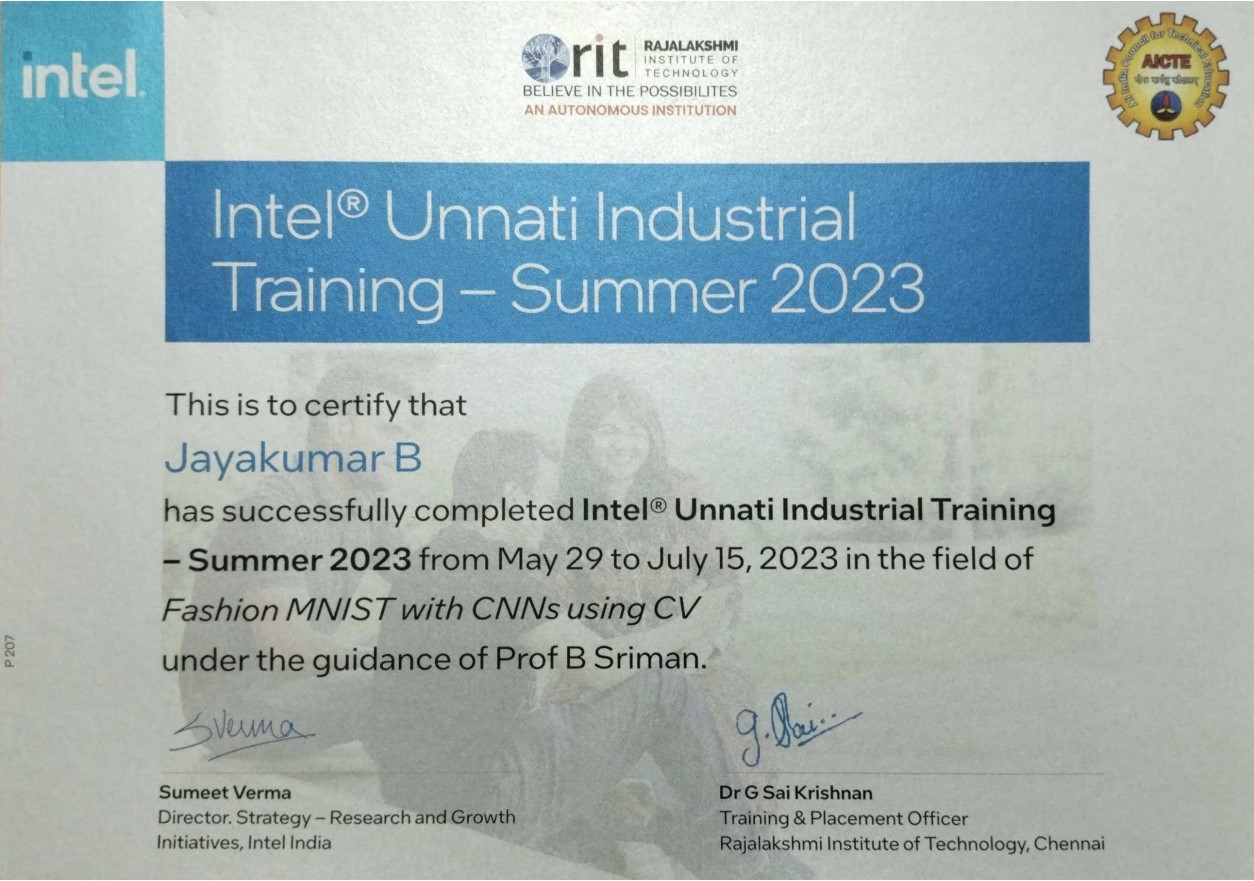 intel.
rit
RAJALAKSHMI
INSTITUTE OF
TECHNOLOGY
BELIEVE IN THE POSSIBILITES
AN AUTONOMOUS INSTITUTION
All India Council for Technical Education
AICTE
Intel® Unnati Industrial
Training – Summer 2023
This is to certify that
Jayakumar B
has successfully completed Intel® Unnati Industrial Training
– Summer 2023 from May 29 to July 15, 2023 in the field of
Fashion MNIST with CNNs using CV
under the guidance of Prof B Sriman.
P 207
SVerma
G. Sai...
Sumeet Verma
Director. Strategy – Research and Growth
Initiatives, Intel India
Dr G Sai Krishnan
Training & Placement Officer
Rajalakshmi Institute of Technology, Chennai